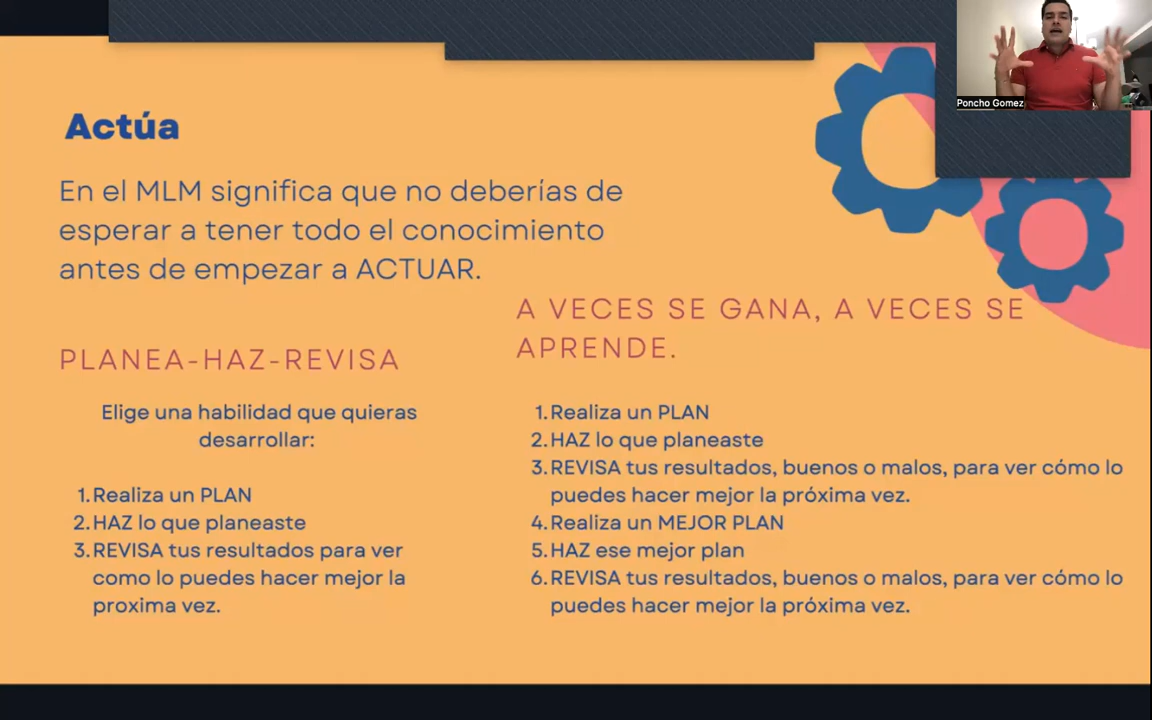 Poncho Gomez
Actúa
En el MLM significa que no deberías de
esperar a tener todo el conocimiento
antes de empezar a ACTUAR.
PLANEA-HAZ-REVISA
Elige una habilidad que quieras
desarrollar:
1. Realiza un PLAN
2. HAZ lo que planeaste
3. REVISA tus resultados para ver
como lo puedes hacer mejor la
proxima vez.
A VECES SE GANA, A VECES SE
APRENDE.
1. Realiza un PLAN
2. HAZ lo que planeaste
3. REVISA tus resultados, buenos o malos, para ver cómo lo
puedes hacer mejor la próxima vez.
4. Realiza un MEJOR PLAN
5. HAZ ese mejor plan
6. REVISA tus resultados, buenos o malos, para ver cómo lo
puedes hacer mejor la próxima vez.